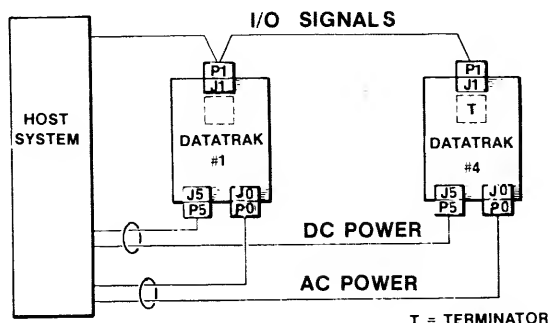 I/O SIGNALS
P1
J1
P1
J1
HOST
SYSTEM
DATATRAK
#1
T
DATATRAK
#4
J5
P5
J0
P0
J5
P5
J0
P0
DC POWER
AC POWER
T = TERMINATOR